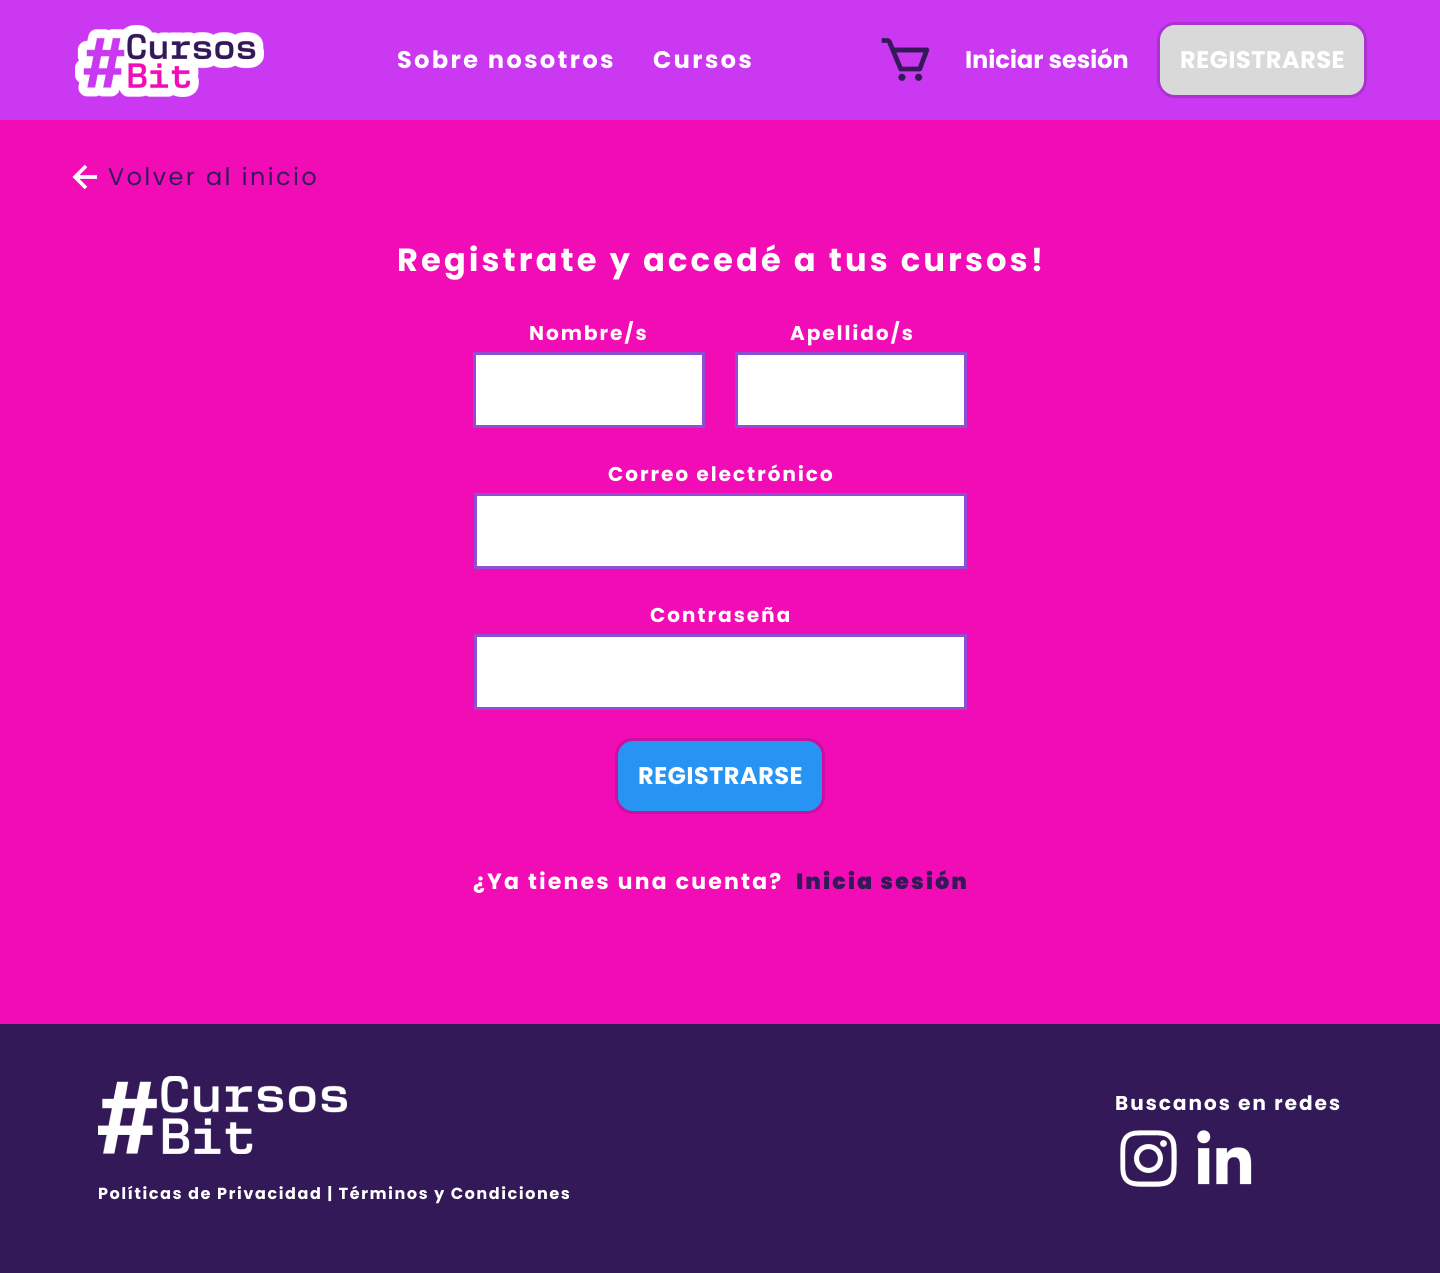 #Cursos
Bit
Sobre nosotros
Cursos
Iniciar sesión
REGISTRARSE
Volver al inicio
Registrate y accedé a tus cursos!
Nombre/s
Apellido/s
Correo electrónico
Contraseña
REGISTRARSE
¿Ya tienes una cuenta? Inicia sesión
#Cursos
Bit
Políticas de Privacidad | Términos y Condiciones
Buscanos en redes
in